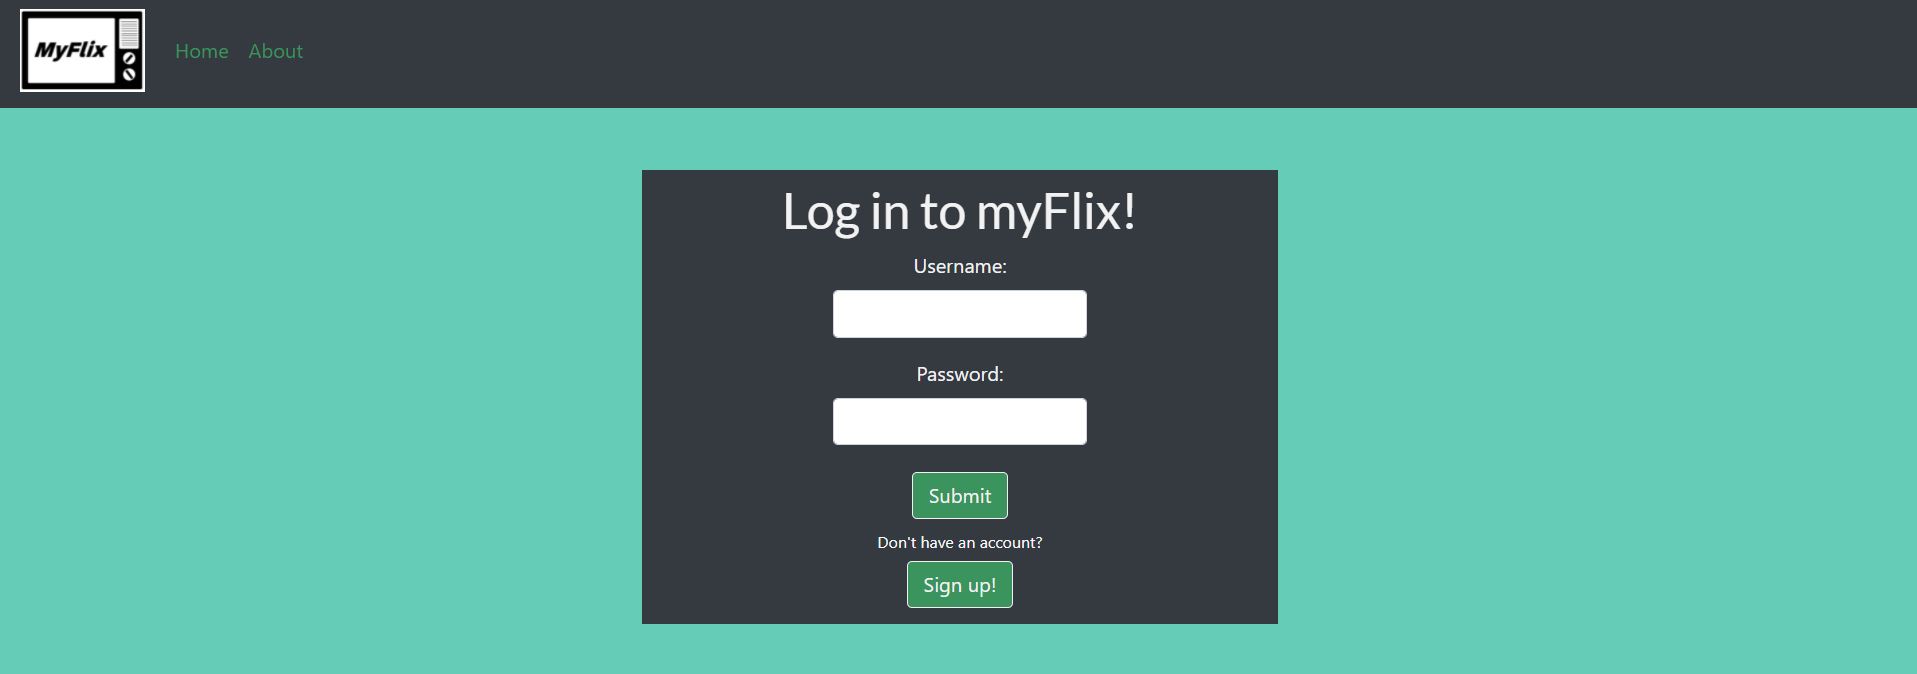 MyFlix
Home About
Log in to myFlix!
Username:
Password:
Submit
Don't have an account?
Sign up!